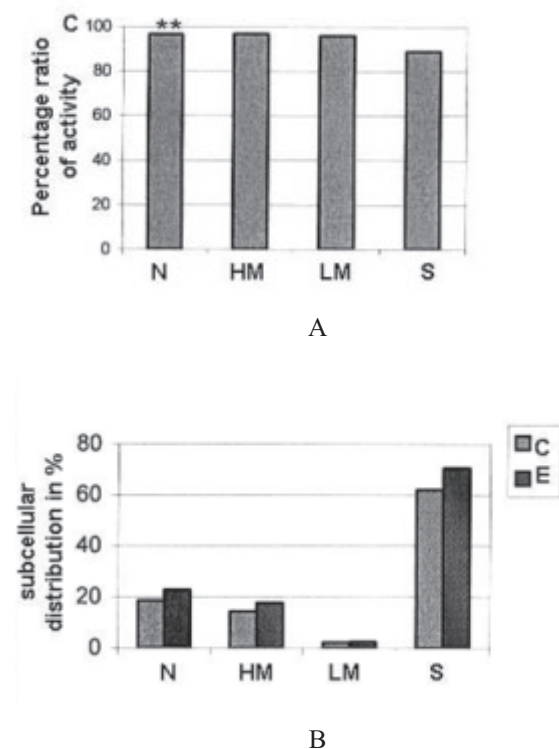 C
**
Percentage ratio
of activity
100
80
60
40
20
0
N HM LM S
A
subcellular
distribution in %
80
60
40
20
0
N HM LM S
C
E
B